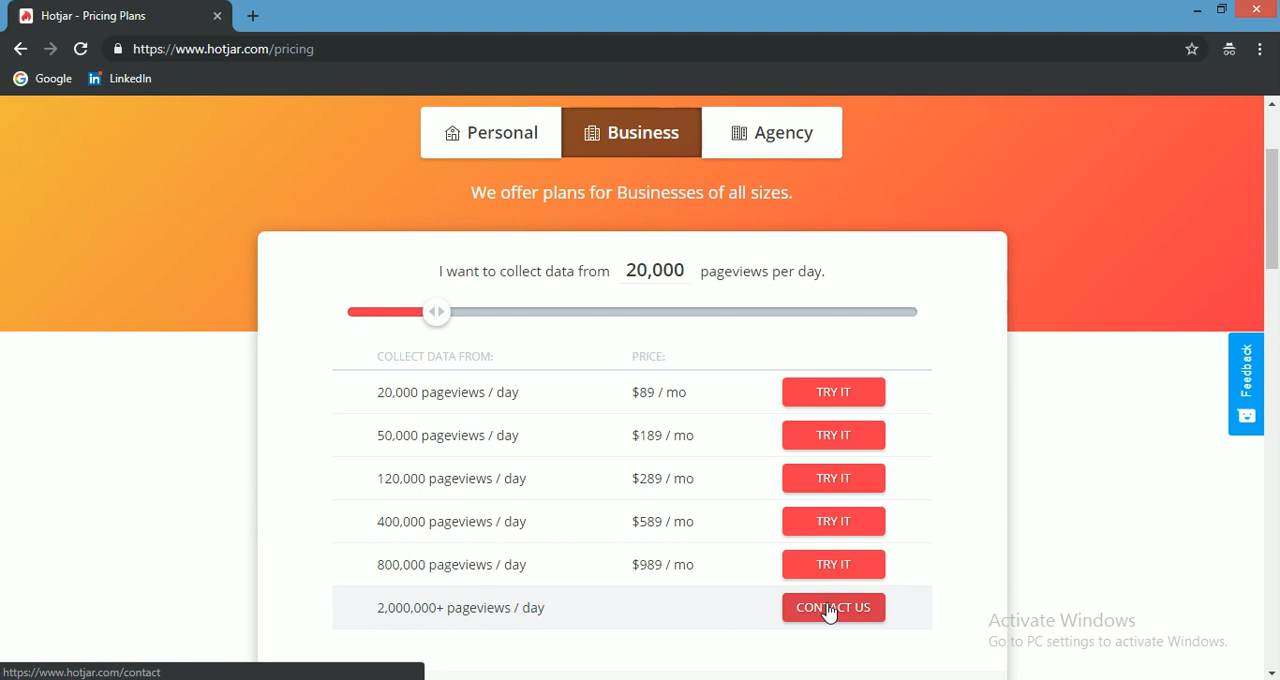 Hotjar - Pricing Plans
https://www.hotjar.com/pricing
Google LinkedIn
Personal Business Agency
We offer plans for Businesses of all sizes.
I want to collect data from 20,000 pageviews per day.
COLLECT DATA FROM: PRICE:
20,000 pageviews / day $89 / mo TRY IT
50,000 pageviews / day $189 / mo TRY IT
120,000 pageviews / day $289 / mo TRY IT
400,000 pageviews / day $589 / mo TRY IT
800,000 pageviews / day $989 / mo TRY IT
2,000,000+ pageviews / day CONTACT US
Feedback
Activate Windows
Go to PC settings to activate Windows.
https://www.hotjar.com/contact